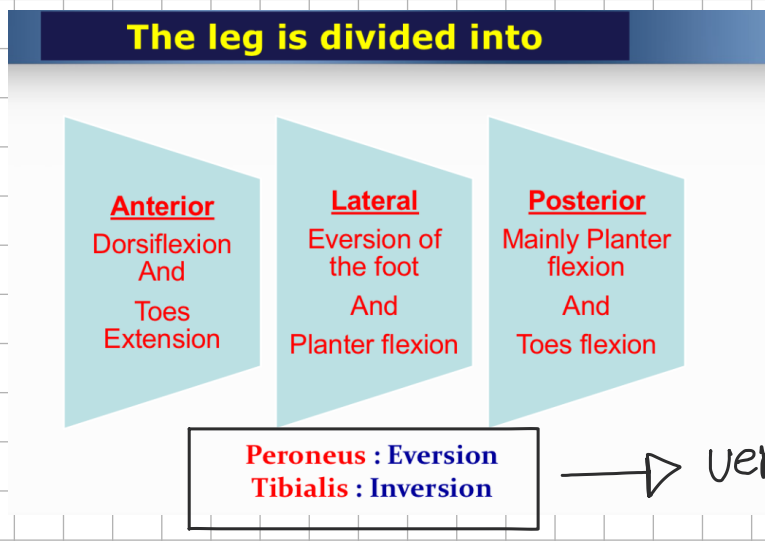 The leg is divided into
Anterior
Dorsiflexion
And
Toes
Extension
Lateral
Eversion of
the foot
And
Planter flexion
Posterior
Mainly Planter
flexion
And
Toes flexion
Peroneus : Eversion
Tibialis : Inversion